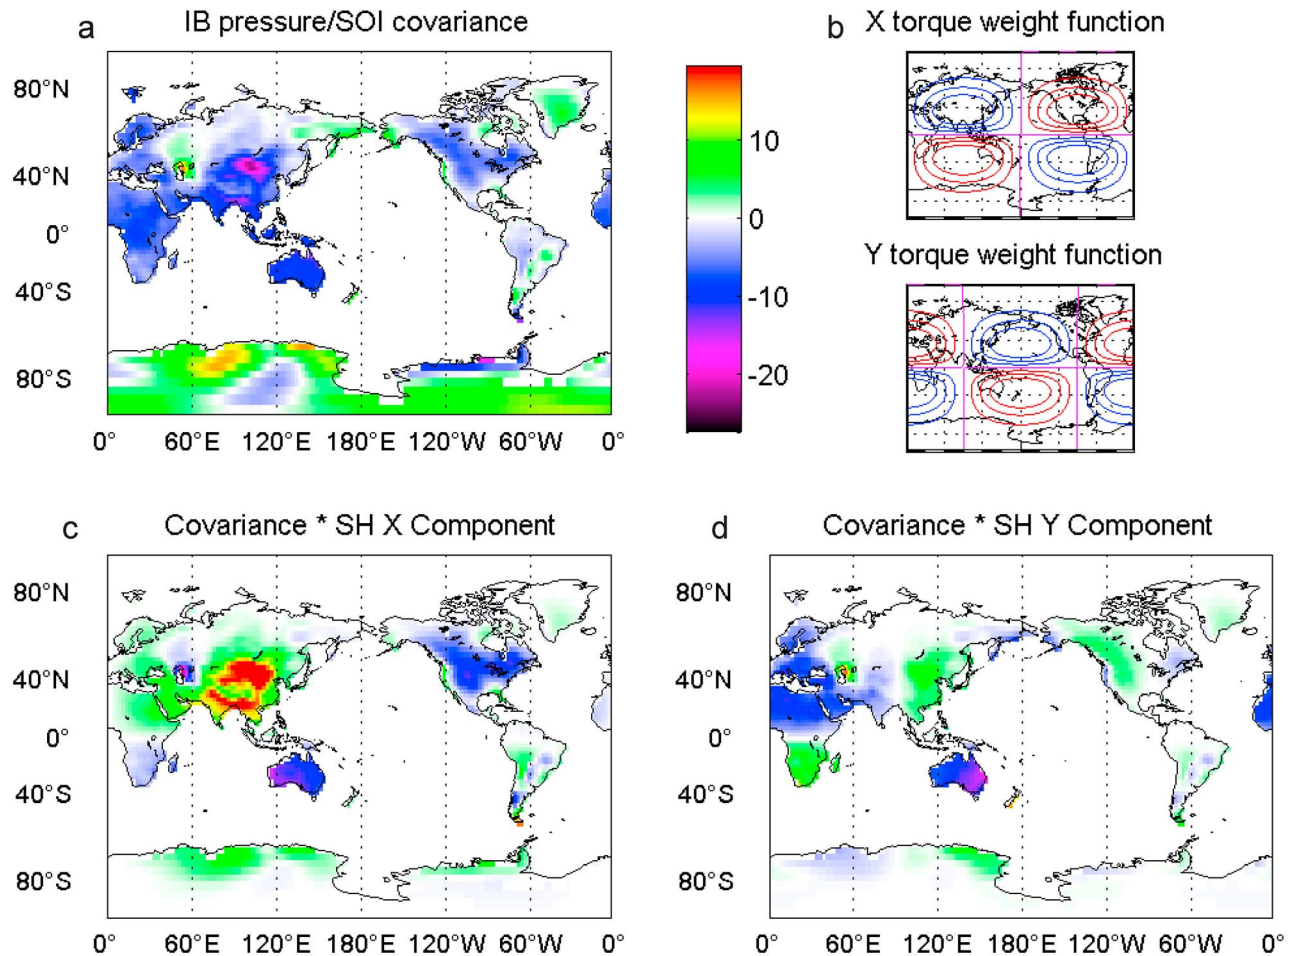 a IB pressure/SOI covariance
80°N
40°N
0°
40°S
80°S
0° 60°E 120°E 180°E 120°W 60°W 0°
10
0
-10
-20
b X torque weight function
Y torque weight function
c Covariance * SH X Component
80°N
40°N
0°
40°S
80°S
0° 60°E 120°E 180°E 120°W 60°W 0°
d Covariance * SH Y Component
80°N
40°N
0°
40°S
80°S
0° 60°E 120°E 180°E 120°W 60°W 0°